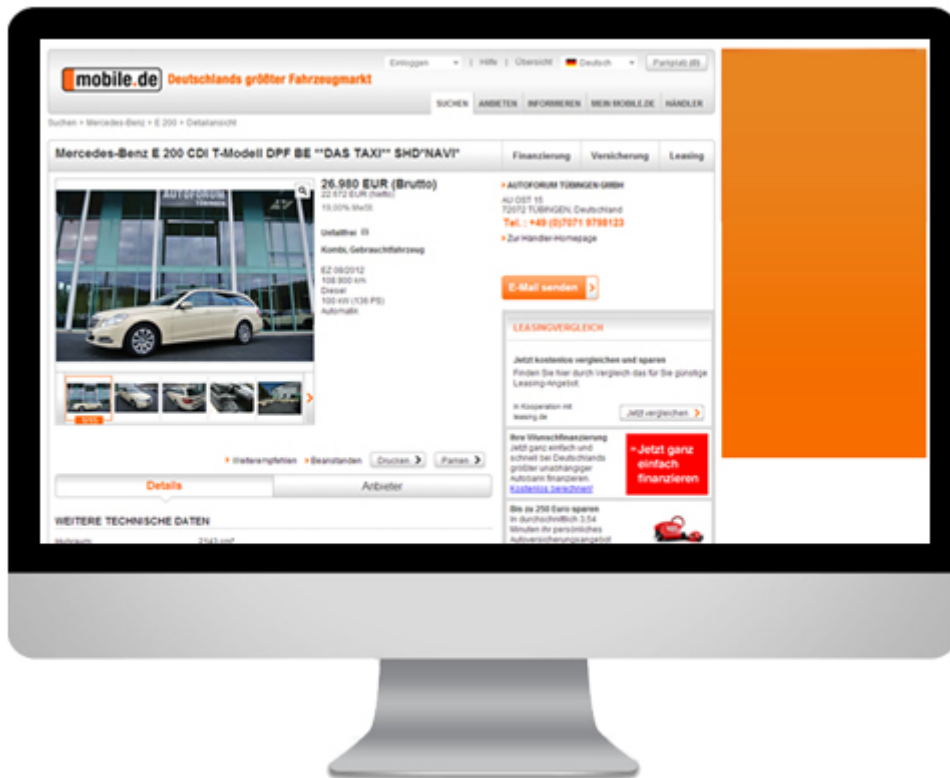 Einloggen | Hilfe | Übersicht Deutsch Parkplatz (0)
mobile.de Deutschlands größter Fahrzeugmarkt
SUCHEN ANBIETEN INFORMIEREN MEIN MOBILE.DE HÄNDLER
Suchen » Mercedes-Benz » E 200 » Detailansicht
Mercedes-Benz E 200 CDI T-Modell DPF BE **DAS TAXI** SHD*NAVI*
Finanzierung Versicherung Leasing
AUTOFORUM
TÜBINGEN
26.980 EUR (Brutto)
22.672 EUR (Netto)
19,00% MwSt.
Unfallfrei
Kombi, Gebrauchtfahrzeug
EZ 08/2012
108.900 km
Diesel
100 kW (136 PS)
Automatik
AUTOFORUM TÜBINGEN GMBH
AU OST 15
72072 TÜBINGEN, Deutschland
Tel. : +49 (0)7071 9798123
Zur Händler-Homepage
E-Mail senden
LEASINGVERGLEICH
Jetzt kostenlos vergleichen und sparen
Finden Sie hier durch Vergleich das für Sie günstige
Leasing-Angebot.
In Kooperation mit
leasing.de
Jetzt vergleichen
Weiterempfehlen Beanstanden Drucken Parken
Ihre Wunschfinanzierung
Jetzt ganz einfach und
schnell bei Deutschlands
größter unabhängiger
Autobank finanzieren.
Kostenlos berechnen!
Jetzt ganz
einfach
finanzieren
Details Anbieter
Bis zu 250 Euro sparen
In durchschnittlich 3,54
Minuten ihr persönliches
Autoversicherungsangebot
WEITERE TECHNISCHE DATEN
Hubraum: 2143 cm³